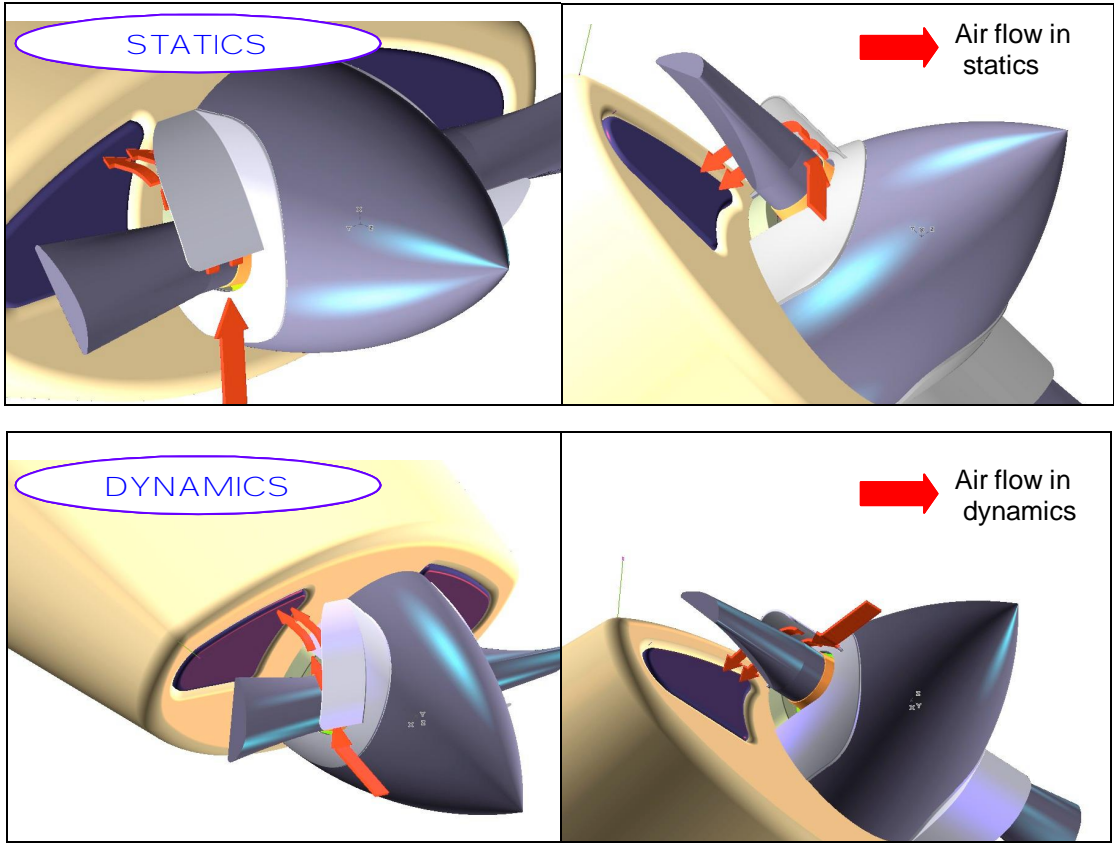 STATICS
Air flow in
statics
DYNAMICS
Air flow in
dynamics